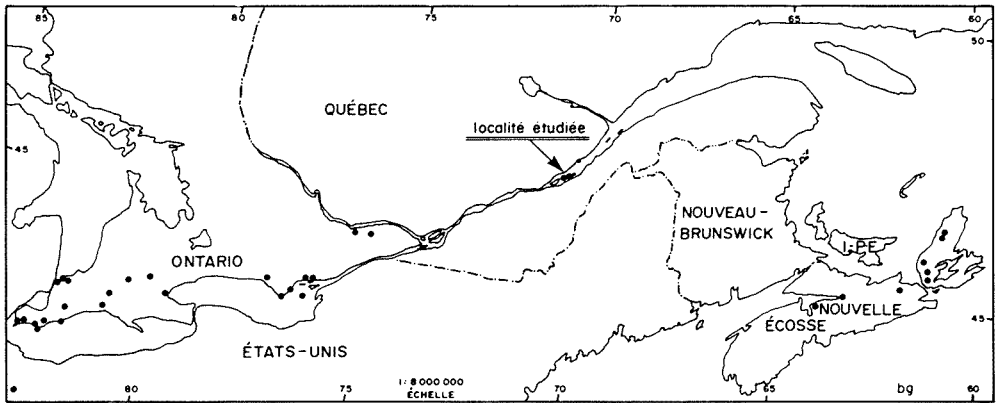 85
80
75
70
65
60
50
QUÉBEC
localité étudiée
45
NOUVEAU-
BRUNSWICK
I.-P.-E.
ONTARIO
NOUVELLE
45
ÉCOSSE
ÉTATS-UNIS
80
75
1:8 000 000
ÉCHELLE
70
65
bg
60